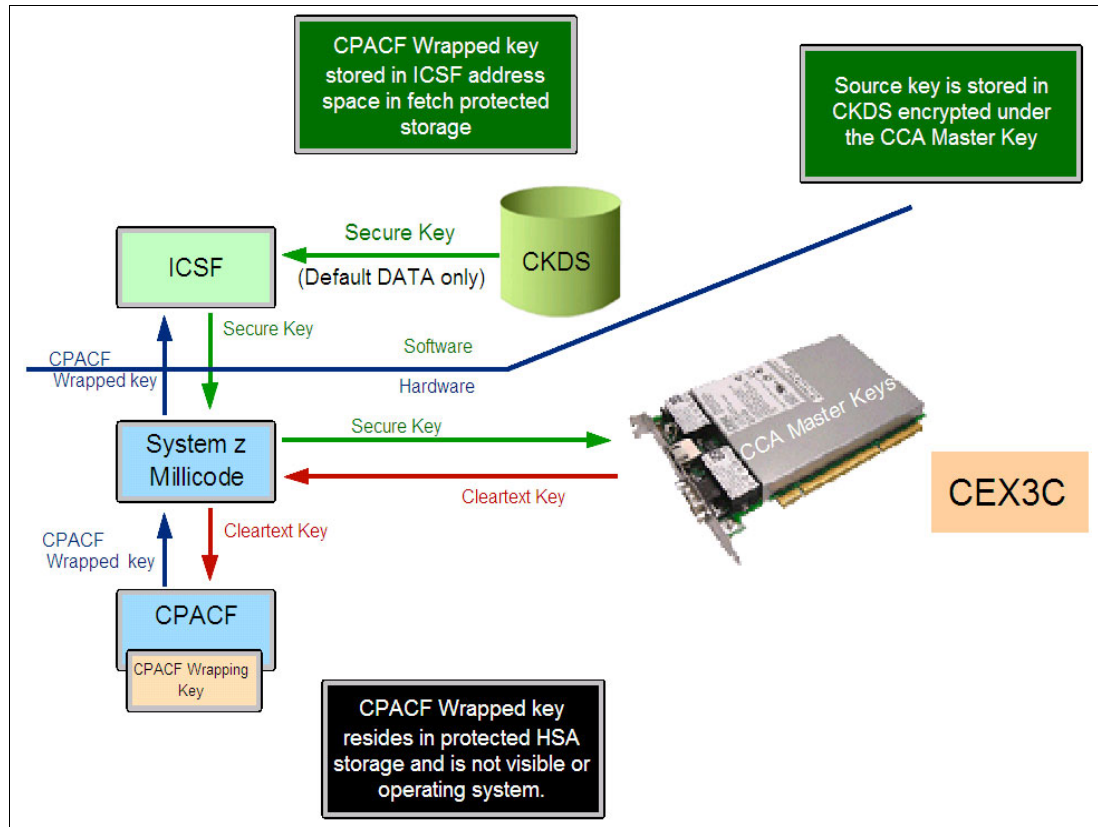 CPACF Wrapped key
stored in ICSF address
space in fetch protected
storage
Source key is stored in
CKDS encrypted under
the CCA Master Key
Secure Key
(Default DATA only)
CKDS
ICSF
Secure Key
CPACF
Wrapped key
Software
Hardware
System z
Millicode
Secure Key
Cleartext Key
CCA Master Keys
CEX3C
CPACF
Wrapped key
Cleartext Key
CPACF
CPACF Wrapping
Key
CPACF Wrapped key
resides in protected HSA
storage and is not visible or
operating system.